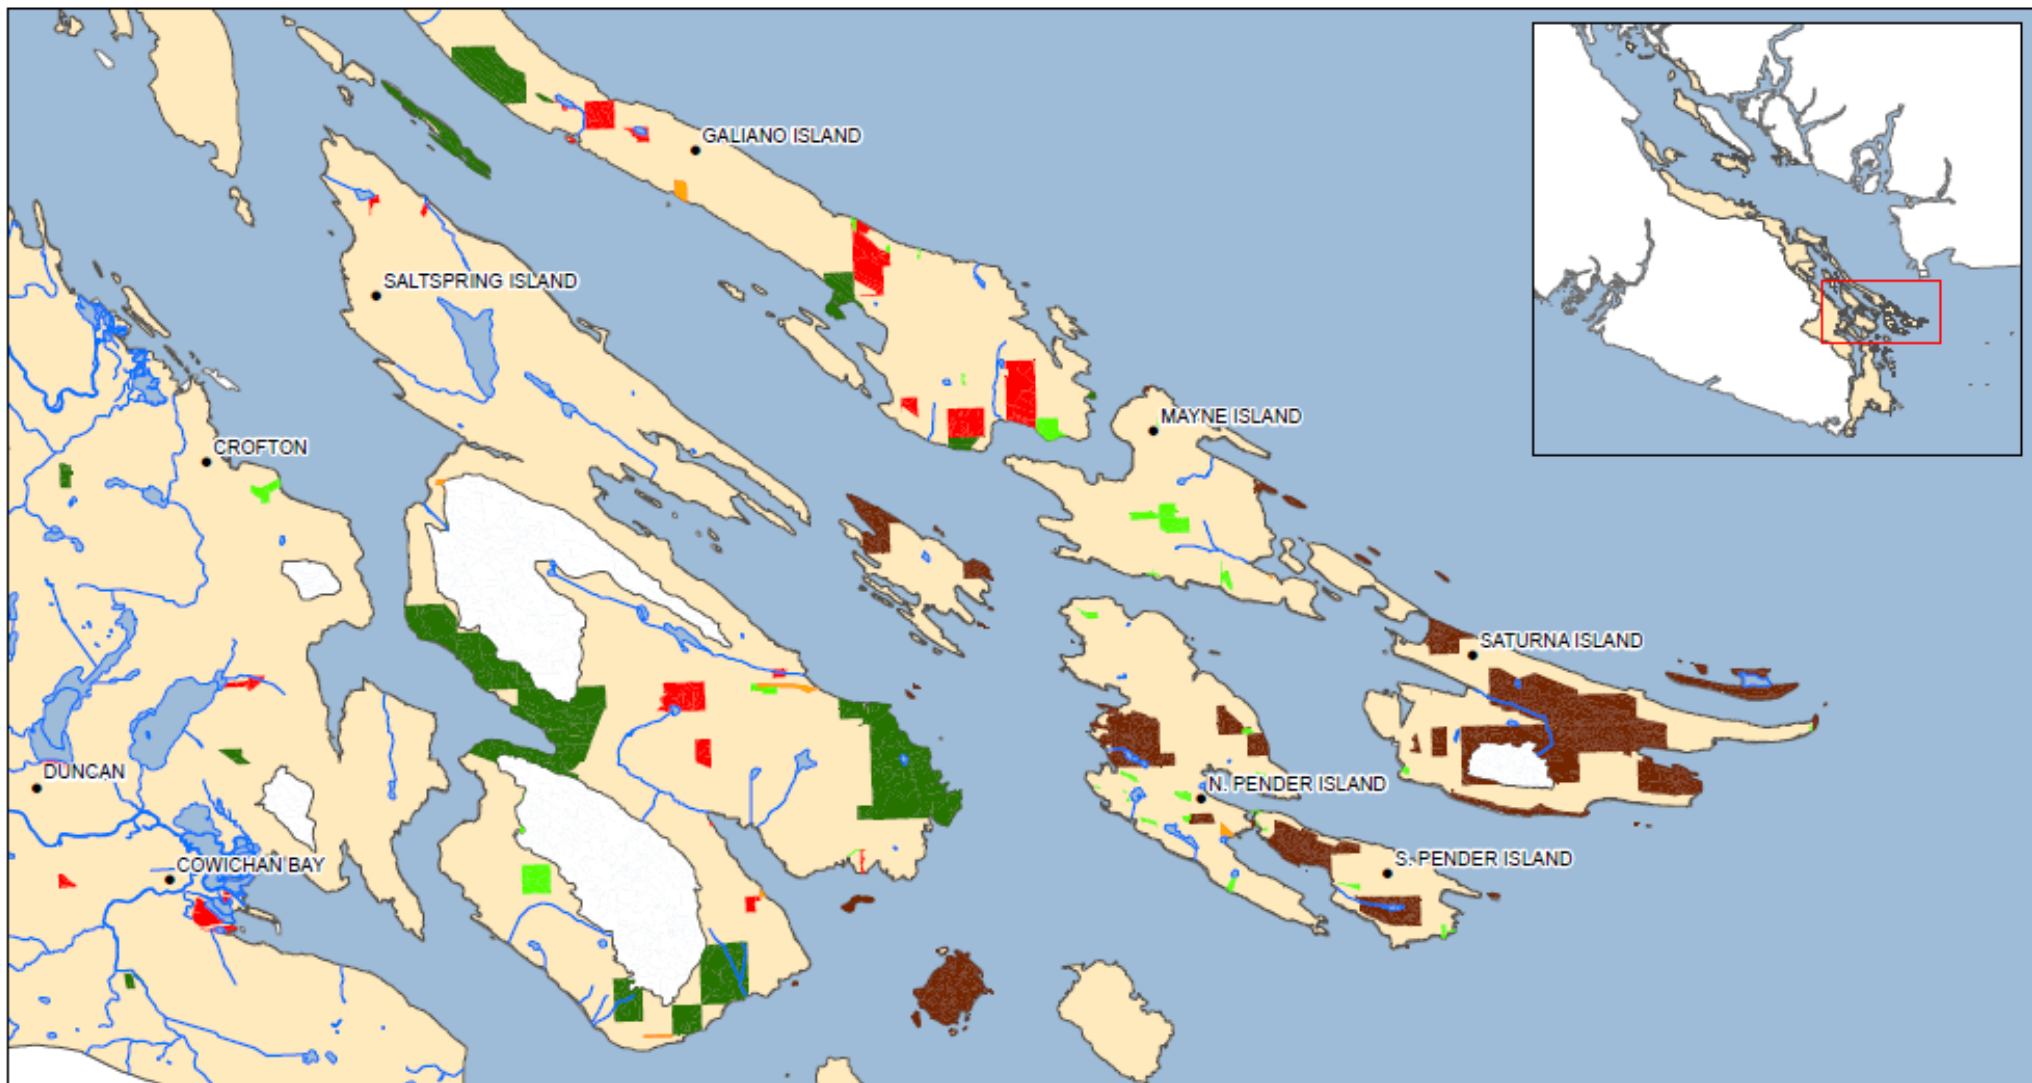 GALIANO ISLAND
SALTSPRING ISLAND
MAYNE ISLAND
CROFTON
SATURNA ISLAND
DUNCAN
N. PENDER ISLAND
COWICHAN BAY
S. PENDER ISLAND